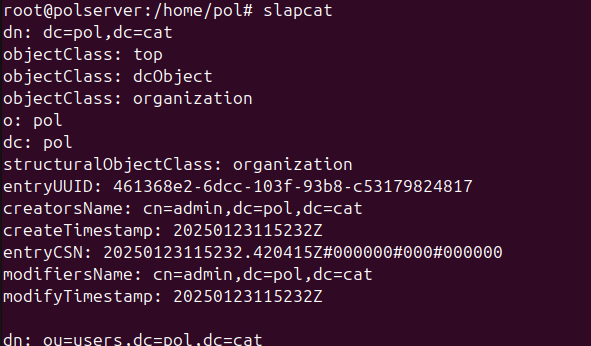 root@polserver:/home/pol# slapcat
dn: dc=pol,dc=cat
objectClass: top
objectClass: dcObject
objectClass: organization
o: pol
dc: pol
structuralObjectClass: organization
entryUUID: 461368e2-6dcc-103f-93b8-c53179824817
creatorsName: cn=admin,dc=pol,dc=cat
createTimestamp: 20250123115232Z
entryCSN: 20250123115232.420415Z#000000#000#000000
modifiersName: cn=admin,dc=pol,dc=cat
modifyTimestamp: 20250123115232Z
dn: ou=users,dc=pol,dc=cat